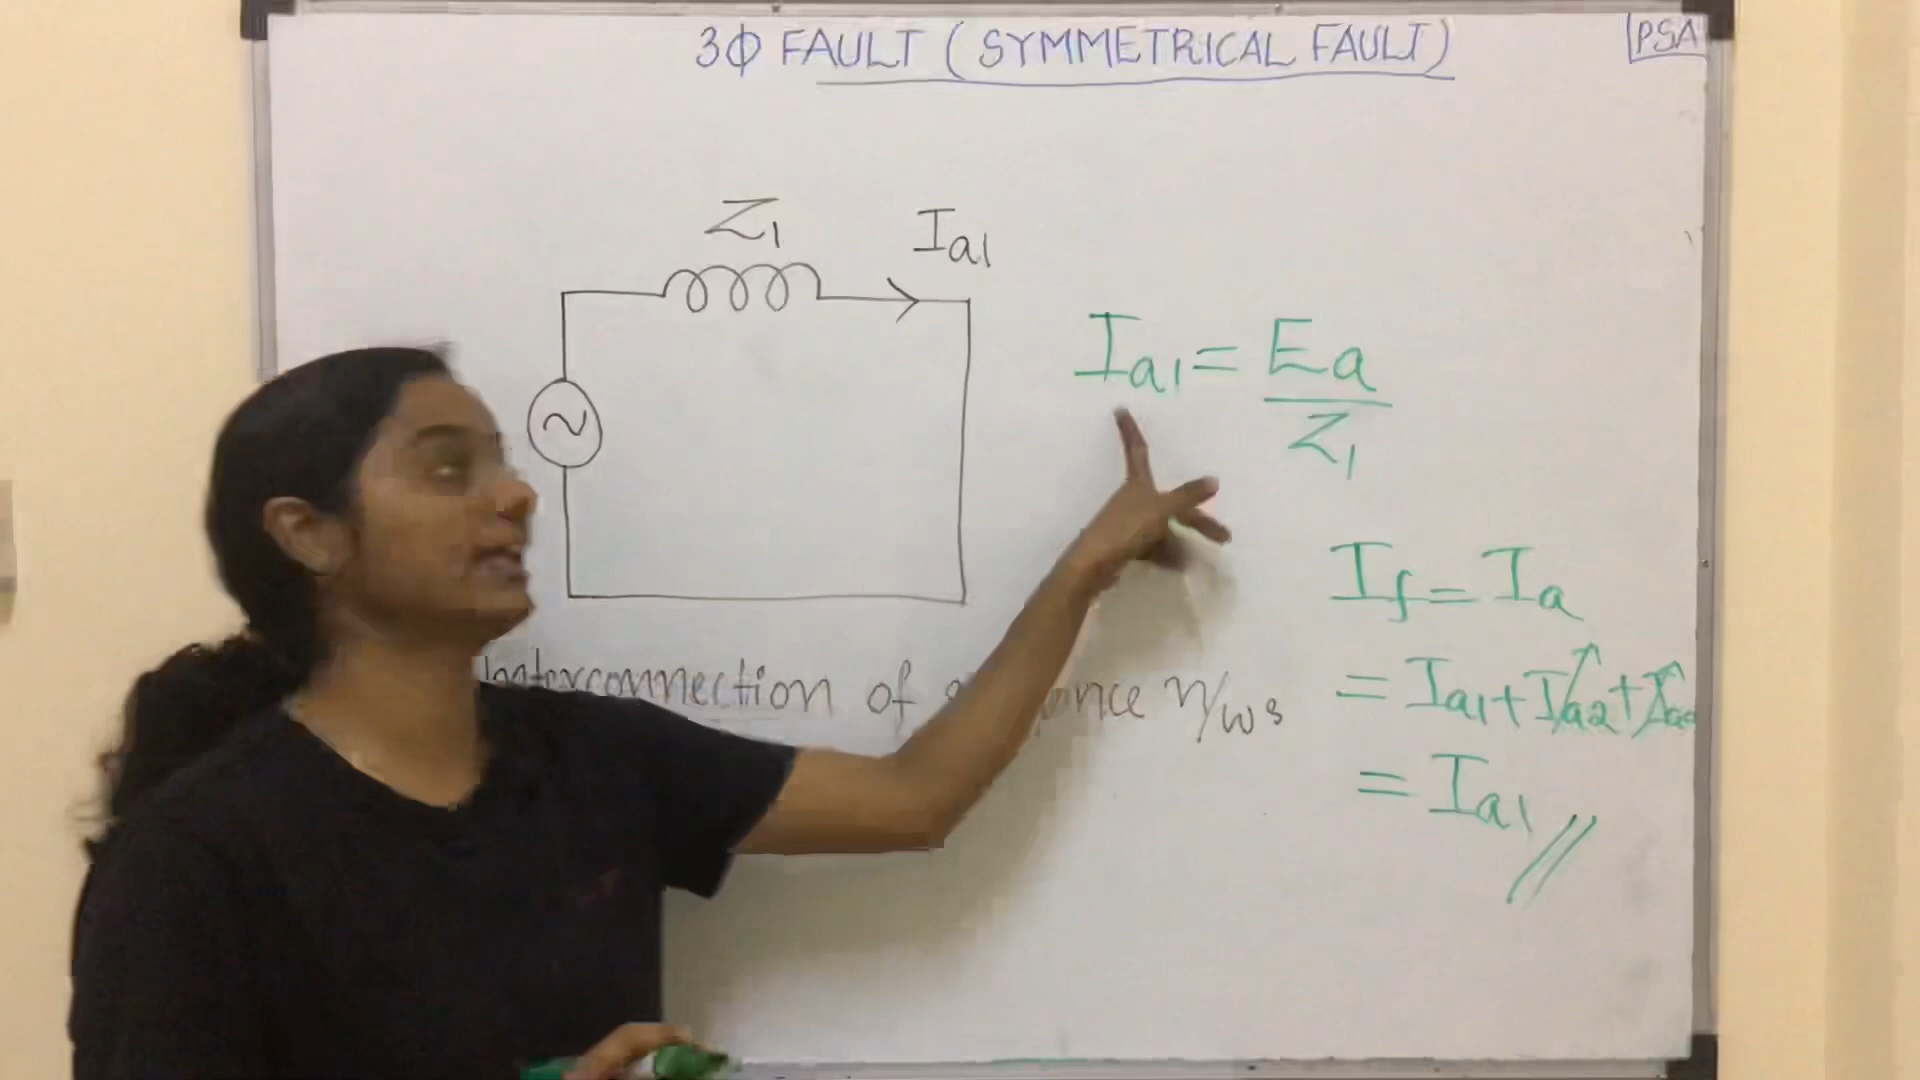 3Φ FAULT (SYMMETRICAL FAULT)
PSA
Z1
Ia1
Ia1 = Ea
Z1
If = Ia
= Ia1 + Ia2 + Ia0
= Ia1 //
Interconnection of n/ws